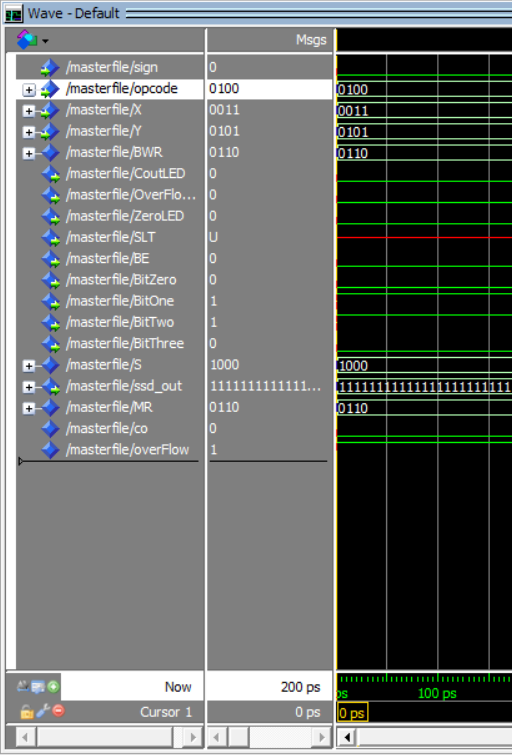 Wave - Default
Msgs
/masterfile/sign 0
/masterfile/opcode 0100 0100
/masterfile/X 0011 0011
/masterfile/Y 0101 0101
/masterfile/BWR 0110 0110
/masterfile/CoutLED 0
/masterfile/OverFlo... 0
/masterfile/ZeroLED 0
/masterfile/SLT U
/masterfile/BE 0
/masterfile/BitZero 0
/masterfile/BitOne 1
/masterfile/BitTwo 1
/masterfile/BitThree 0
/masterfile/S 1000 1000
/masterfile/ssd_out 1111111111111... 1111111111111111111111
/masterfile/MR 0110 0110
/masterfile/co 0
/masterfile/overFlow 1
Now 200 ps ps 100 ps
Cursor 1 0 ps 0 ps